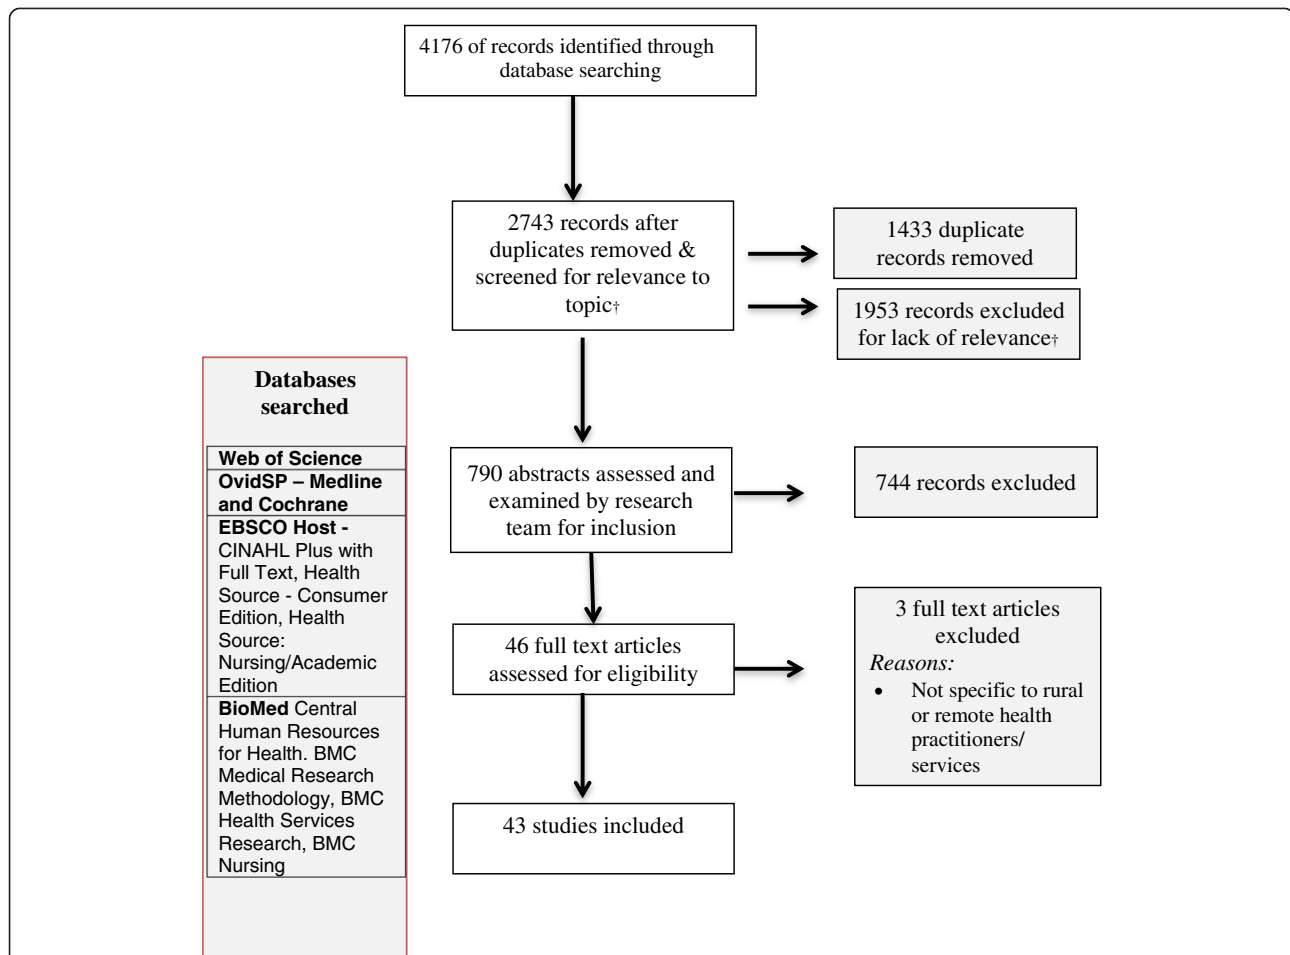 4176 of records identified through
database searching
2743 records after
duplicates removed &
screened for relevance to
topic†
1433 duplicate
records removed
1953 records excluded
for lack of relevance†
Databases
searched
Web of Science
OvidSP – Medline
and Cochrane
EBSCO Host -
CINAHL Plus with
Full Text, Health
Source - Consumer
Edition, Health
Source:
Nursing/Academic
Edition
BioMed Central
Human Resources
for Health. BMC
Medical Research
Methodology, BMC
Health Services
Research, BMC
Nursing
790 abstracts assessed and
examined by research
team for inclusion
744 records excluded
46 full text articles
assessed for eligibility
3 full text articles
excluded
Reasons:
• Not specific to rural
or remote health
practitioners/
services
43 studies included